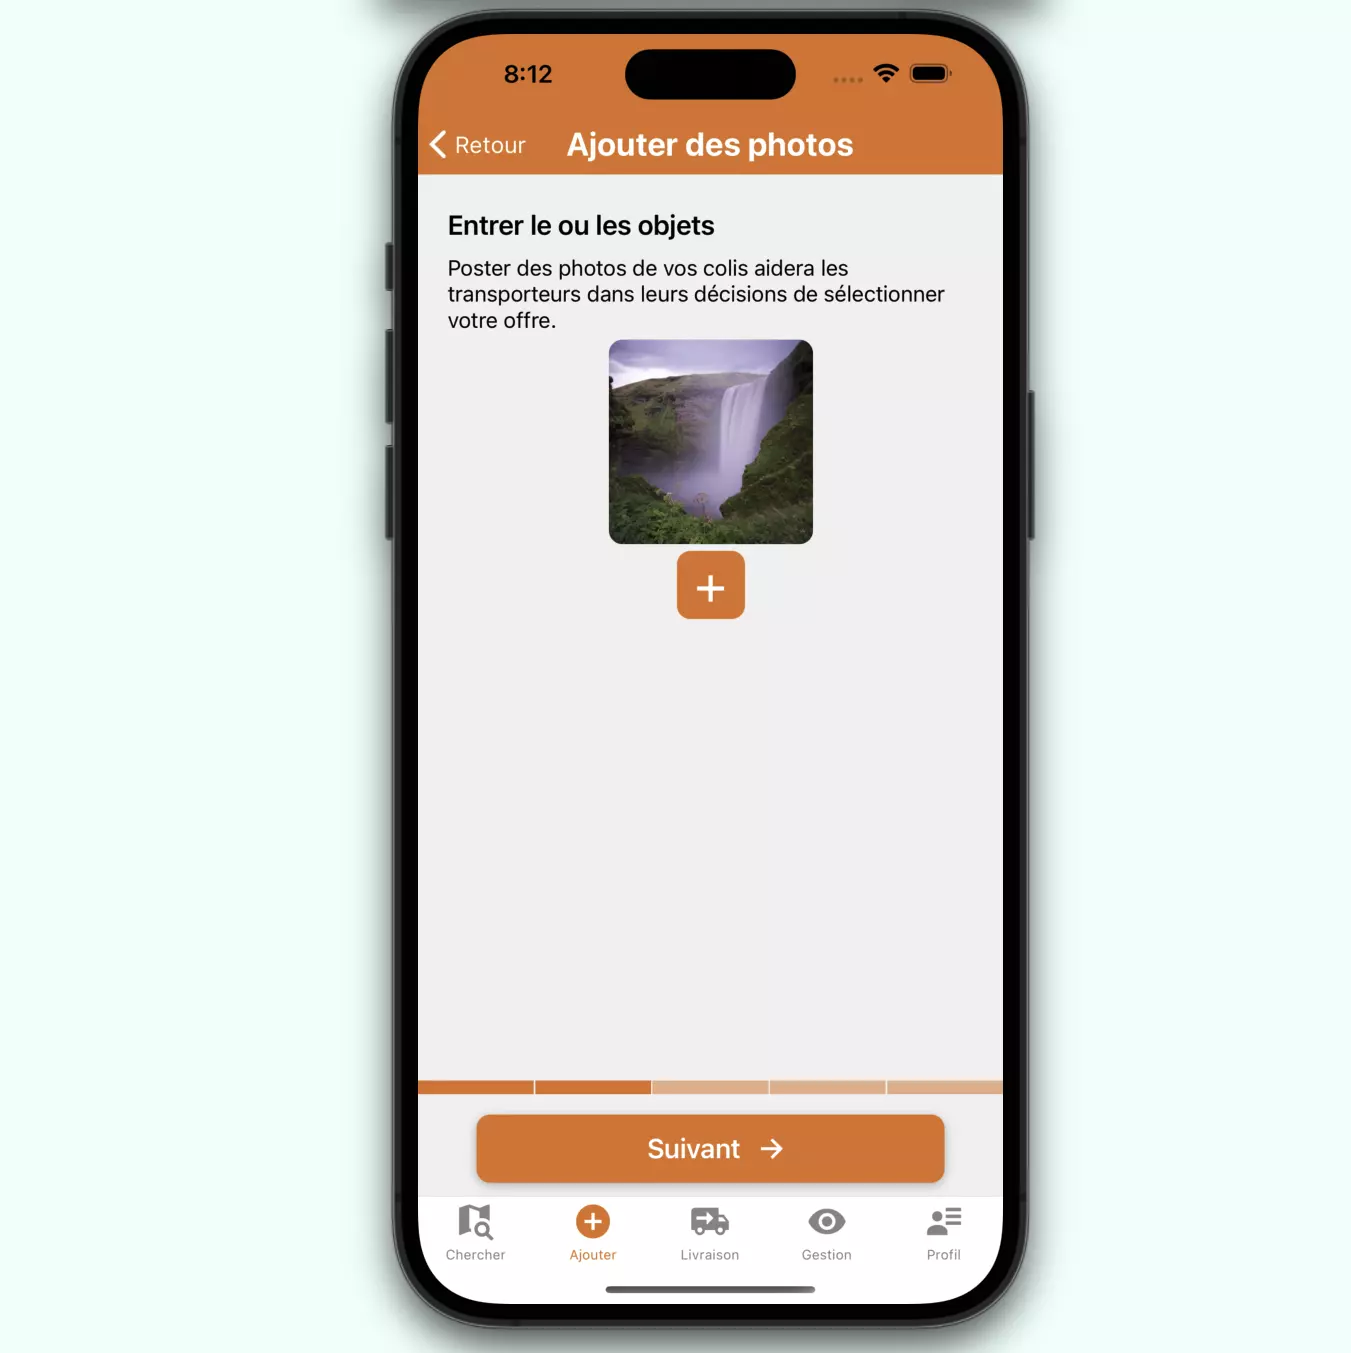 8:12
Retour
Ajouter des photos
Entrer le ou les objets
Poster des photos de vos colis aidera les
transporteurs dans leurs décisions de sélectionner
votre offre.
Suivant
Chercher
Ajouter
Livraison
Gestion
Profil